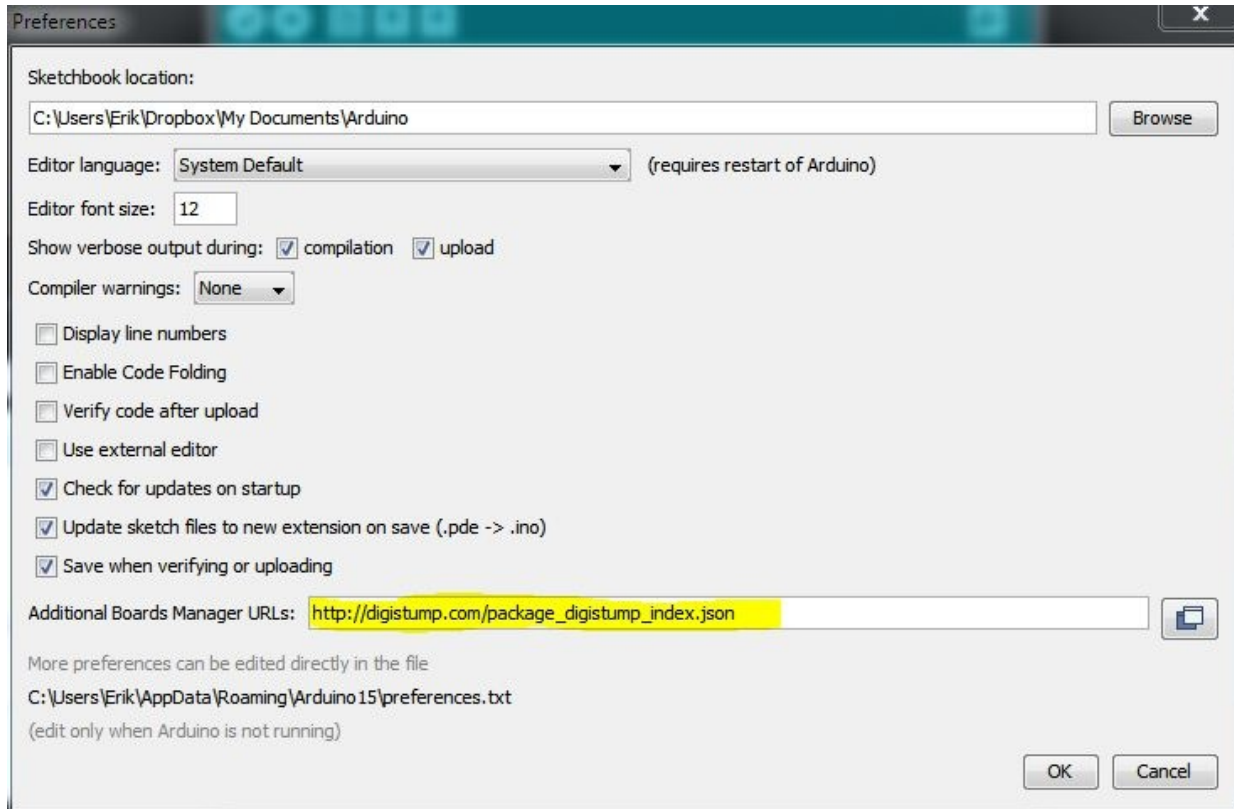 Preferences
x
Sketchbook location:
C:\Users\Erik\Dropbox\My Documents\Arduino Browse
Editor language: System Default (requires restart of Arduino)
Editor font size: 12
Show verbose output during: compilation upload
Compiler warnings: None
Display line numbers
Enable Code Folding
Verify code after upload
Use external editor
Check for updates on startup
Update sketch files to new extension on save (.pde -> .ino)
Save when verifying or uploading
Additional Boards Manager URLs: http://digistump.com/package_digistump_index.json
More preferences can be edited directly in the file
C:\Users\Erik\AppData\Roaming\Arduino15\preferences.txt
(edit only when Arduino is not running)
OK Cancel